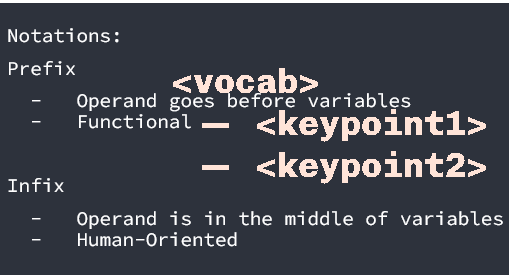 Notations:
Prefix
<vocab>
- Operand goes before variables
- Functional
— <keypoint1>
— <keypoint2>
Infix
- Operand is in the middle of variables
- Human-Oriented